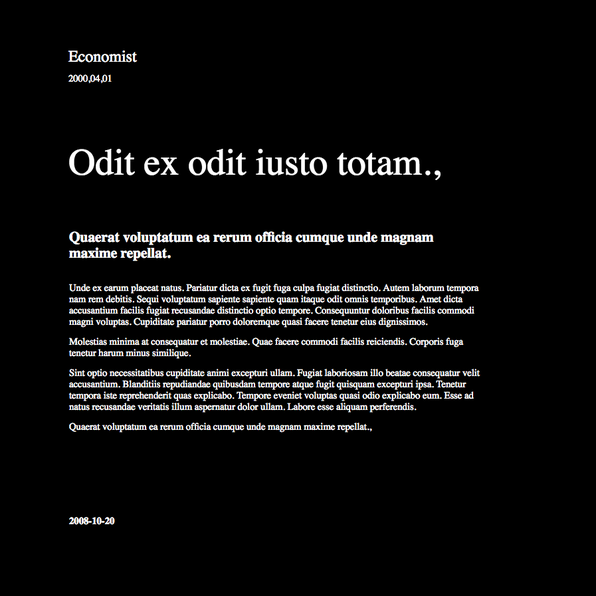 Economist
2000,04,01
Odit ex odit iusto totam.,
Quaerat voluptatum ea rerum officia cumque unde magnam
maxime repellat.
Unde ex earum placeat natus. Pariatur dicta ex fugit fuga culpa fugiat distinctio. Autem laborum tempora
nam rem debitis. Sequi voluptatum sapiente sapiente quam itaque odit omnis temporibus. Amet dicta
accusantium facilis fugiat recusandae distinctio optio tempore. Consequuntur doloribus facilis commodi
magni voluptas. Cupiditate pariatur porro doloremque quasi facere tenetur eius dignissimos.
Molestias minima at consequatur et molestiae. Quae facere commodi facilis reiciendis. Corporis fuga
tenetur harum minus similique.
Sint optio necessitatibus cupiditate animi excepturi ullam. Fugiat laboriosam illo beatae consequatur velit
accusantium. Blanditiis repudiandae quibusdam tempore atque fugit quisquam excepturi ipsa. Tenetur
tempora iste reprehenderit quas explicabo. Tempore eveniet voluptas quasi odio explicabo eum. Esse ad
natus recusandae veritatis illum aspernatur dolor ullam. Labore esse aliquam perferendis.
Quaerat voluptatum ea rerum officia cumque unde magnam maxime repellat.,
2008-10-20